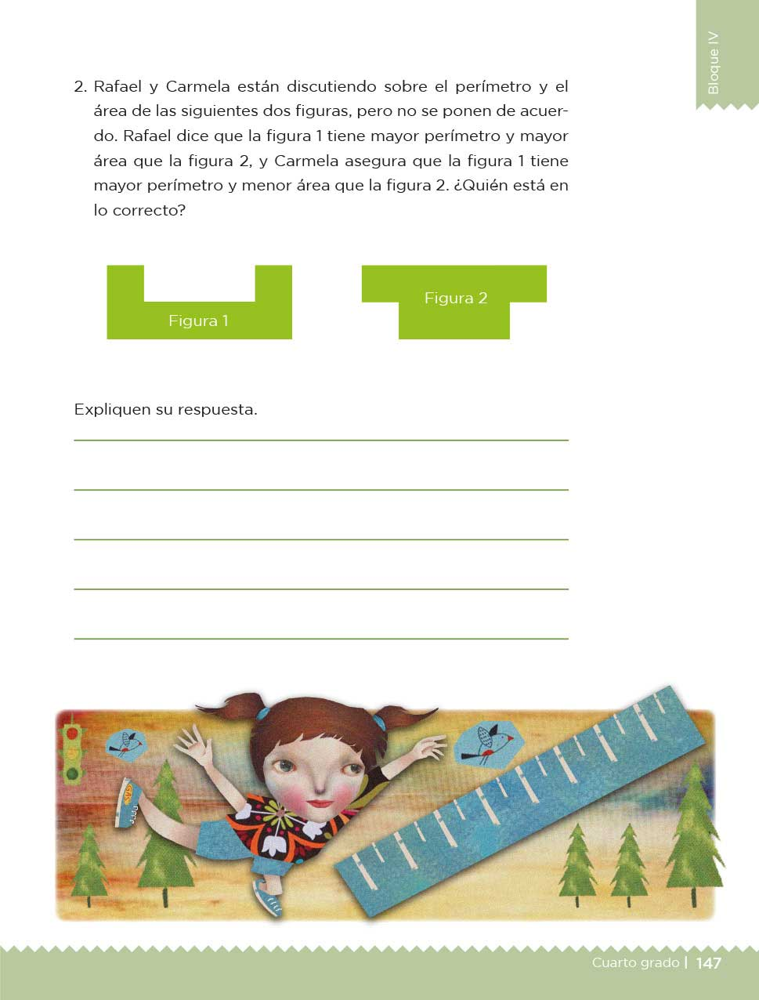 Bloque IV
2. Rafael y Carmela están discutiendo sobre el perímetro y el
área de las siguientes dos figuras, pero no se ponen de acuer-
do. Rafael dice que la figura 1 tiene mayor perímetro y mayor
área que la figura 2, y Carmela asegura que la figura 1 tiene
mayor perímetro y menor área que la figura 2. ¿Quién está en
lo correcto?
Figura 1
Figura 2
Expliquen su respuesta.
GAS
Cuarto grado | 147